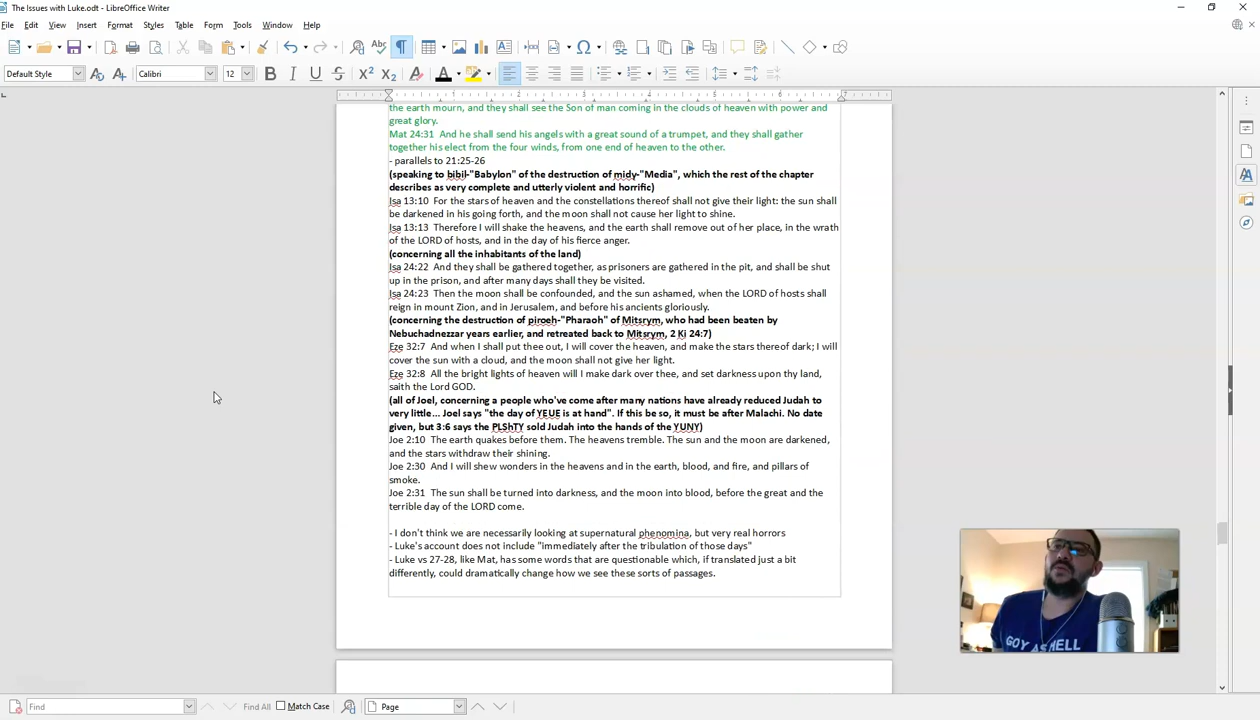 The Issues with Luke.odt - LibreOffice Writer
File Edit View Insert Format Styles Table Form Tools Window Help
Default Style Calibri 12
1 2 3 4 5 6 7
the earth mourn, and they shall see the Son of man coming in the clouds of heaven with power and
great glory.
Mat 24:31 And he shall send his angels with a great sound of a trumpet, and they shall gather
together his elect from the four winds, from one end of heaven to the other.
- parallels to 21:25-26
(speaking to bibil-"Babylon" of the destruction of midy-"Media", which the rest of the chapter
describes as very complete and utterly violent and horrific)
Isa 13:10 For the stars of heaven and the constellations thereof shall not give their light: the sun shall
be darkened in his going forth, and the moon shall not cause her light to shine.
Isa 13:13 Therefore I will shake the heavens, and the earth shall remove out of her place, in the wrath
of the LORD of hosts, and in the day of his fierce anger.
(concerning all the inhabitants of the land)
Isa 24:22 And they shall be gathered together, as prisoners are gathered in the pit, and shall be shut
up in the prison, and after many days shall they be visited.
Isa 24:23 Then the moon shall be confounded, and the sun ashamed, when the LORD of hosts shall
reign in mount Zion, and in Jerusalem, and before his ancients gloriously.
(concerning the destruction of piroeh-"Pharaoh" of Mitsrym, who had been beaten by
Nebuchadnezzar years earlier, and retreated back to Mitsrym, 2 Ki 24:7)
Eze 32:7 And when I shall put thee out, I will cover the heaven, and make the stars thereof dark; I will
cover the sun with a cloud, and the moon shall not give her light.
Eze 32:8 All the bright lights of heaven will I make dark over thee, and set darkness upon thy land,
saith the Lord GOD.
(all of Joel, concerning a people who've come after many nations have already reduced Judah to
very little... Joel says "the day of YEUE is at hand". If this be so, it must be after Malachi. No date
given, but 3:6 says the PLShTY sold Judah into the hands of the YUNY)
Joe 2:10 The earth quakes before them. The heavens tremble. The sun and the moon are darkened,
and the stars withdraw their shining.
Joe 2:30 And I will shew wonders in the heavens and in the earth, blood, and fire, and pillars of
smoke.
Joe 2:31 The sun shall be turned into darkness, and the moon into blood, before the great and the
terrible day of the LORD come.
- I don't think we are necessarily looking at supernatural phenomina, but very real horrors
- Luke's account does not include "immediately after the tribulation of those days"
- Luke vs 27-28, like Mat, has some words that are questionable which, if translated just a bit
differently, could dramatically change how we see these sorts of passages.
GOY AS HELL
Find Find All Match Case Page